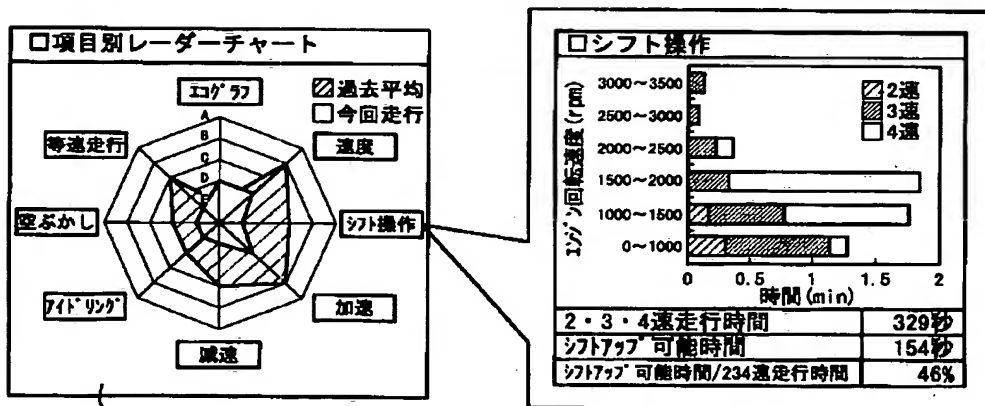 □項目別レーダーチャート
エコグラフ
過去平均
今回走行
A
B
C
D
E
等速走行
速度
空ぶかし
シフト操作
アイドリング
加速
減速
□シフト操作
エンジン回転速度(rpm)
3000～3500
2500～3000
2000～2500
1500～2000
1000～1500
0～1000
2速
3速
4速
0 0.5 1 1.5 2
時間(min)
2・3・4速走行時間 329秒
シフトアップ可能時間 154秒
シフトアップ可能時間/234速走行時間 46%